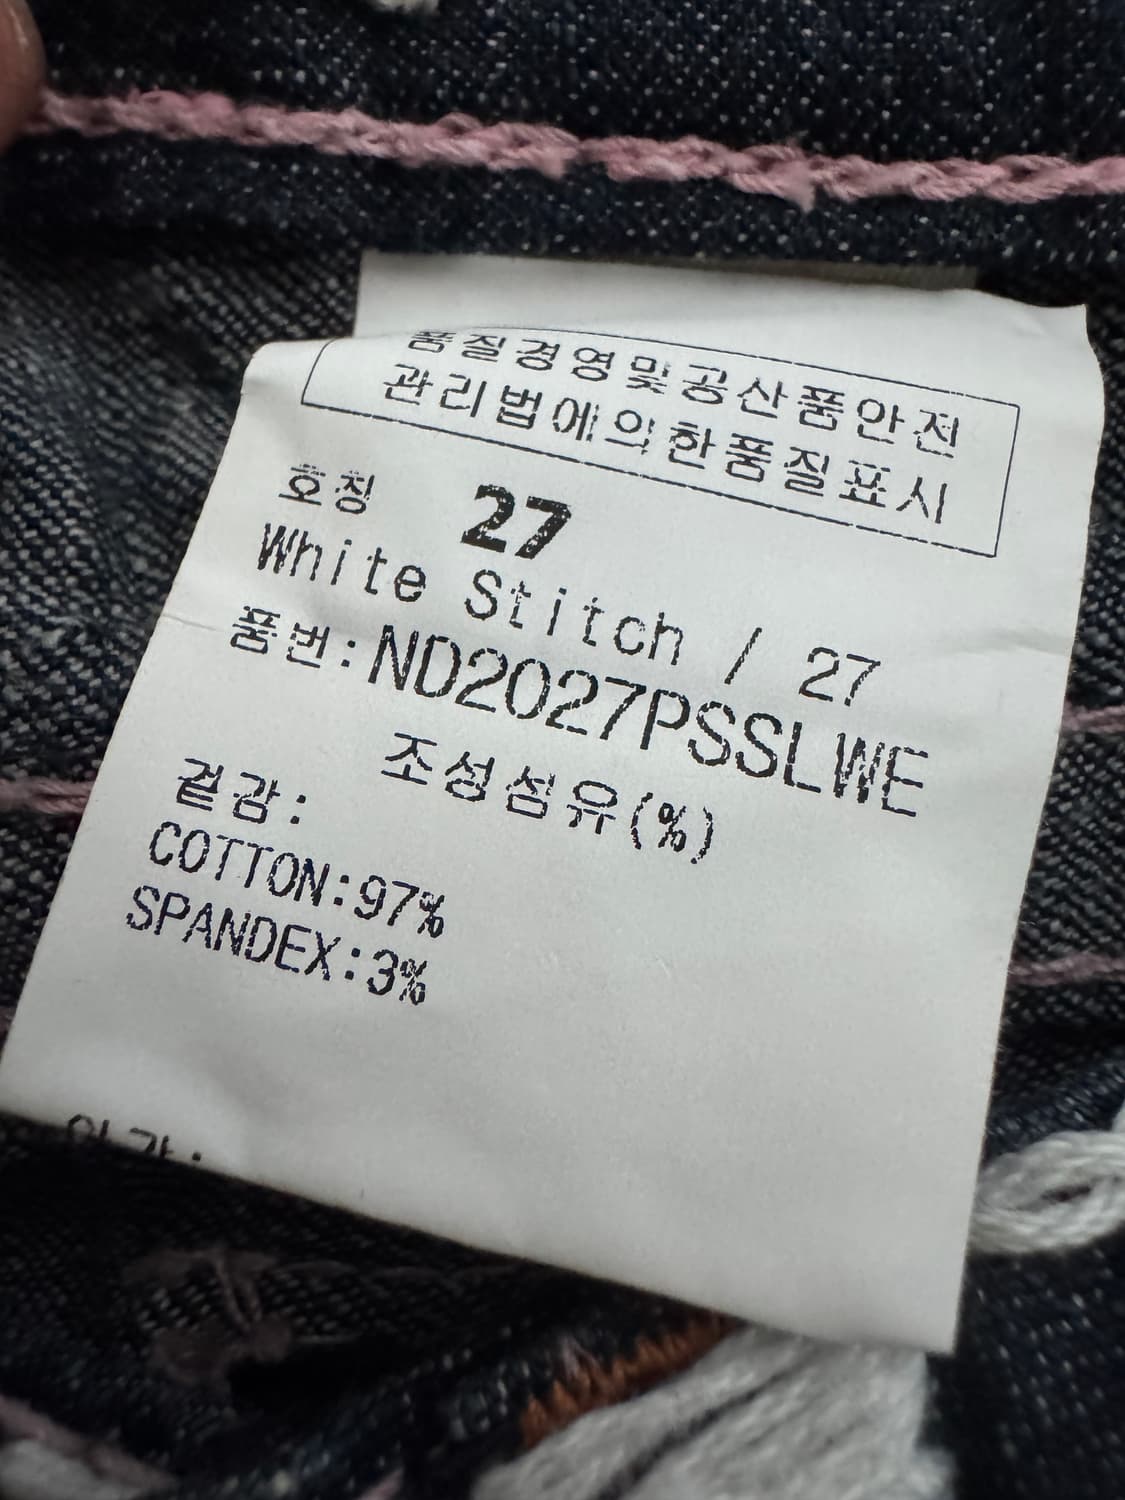 품질경영및공산품안전
관리법에의한품질표시
호칭 27
White Stitch / 27
품번:ND2027PSSLWE
조성섬유(%)
겉감:
COTTON:97%
SPANDEX:3%
안감: